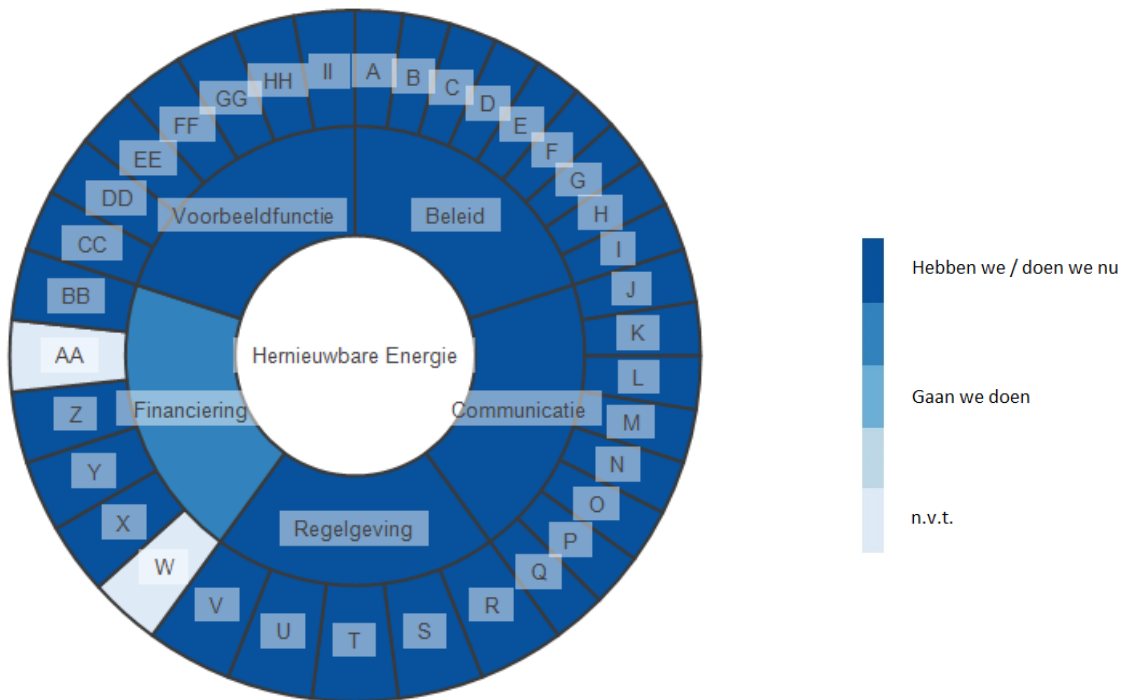 II
A
HH
B
GG
C
D
FF
E
EE
F
G
DD
H
Voorbeeldfunctie
Beleid
CC
I
Hebben we / doen we nu
BB
J
K
AA
Hernieuwbare Energie
L
Gaan we doen
Z
Financiering
Communicatie
M
Y
N
O
n.v.t.
X
Regelgeving
P
W
Q
V
R
U
S
T